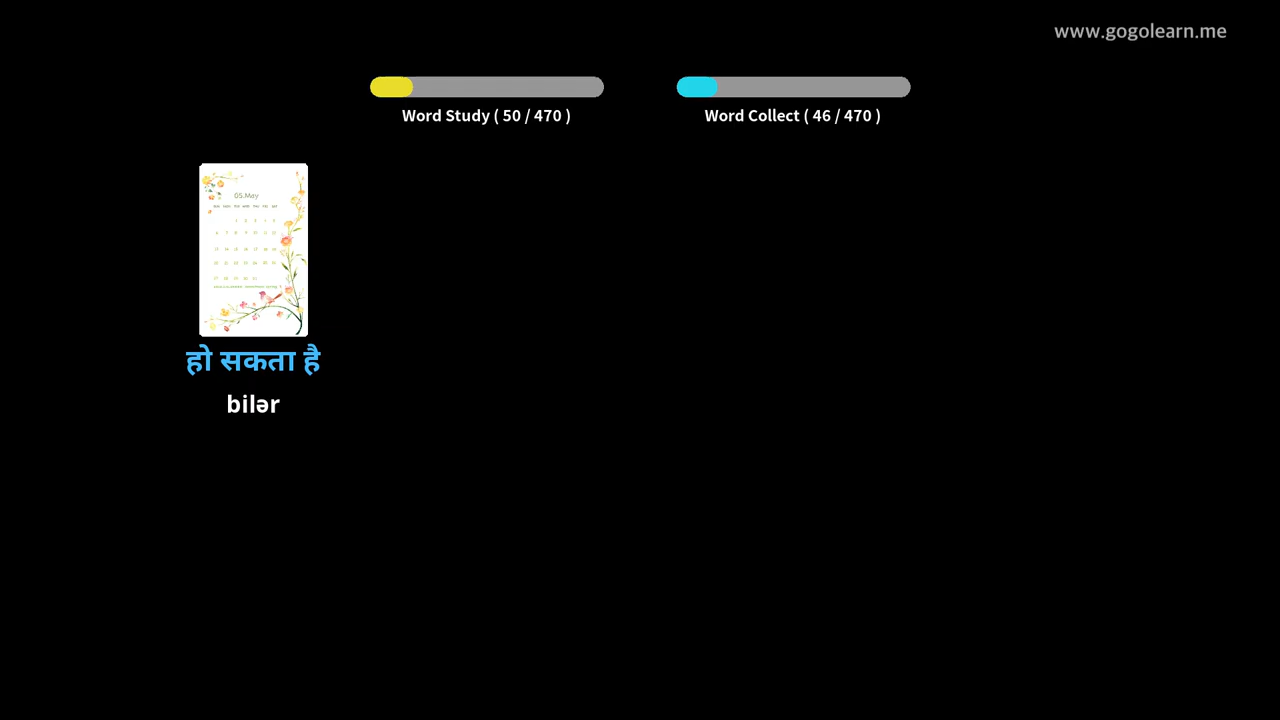 www.gogolearn.me
Word Study ( 50 / 470 )
Word Collect ( 46 / 470 )
05.May
हो सकता है
bilər